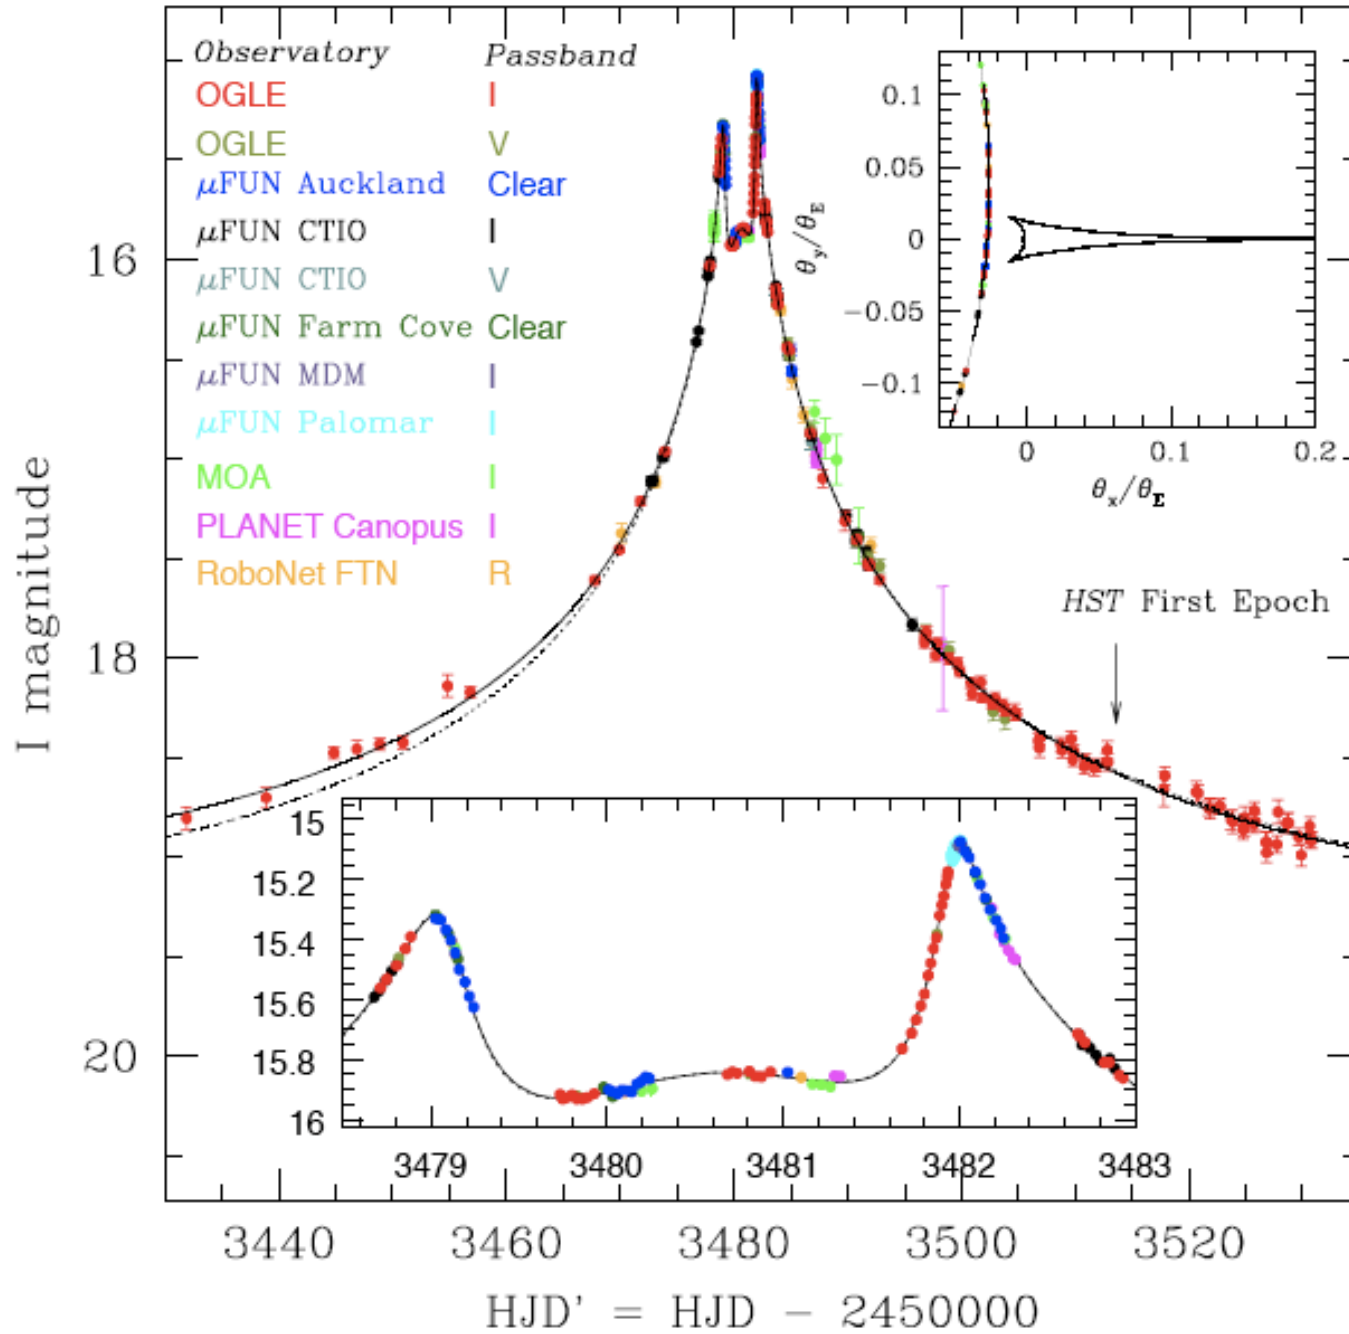 Observatory Passband
OGLE I
OGLE V
μFUN Auckland Clear
μFUN CTIO I
μFUN CTIO V
μFUN Farm Cove Clear
μFUN MDM I
μFUN Palomar I
MOA I
PLANET Canopus I
RoboNet FTN R
0.1
0.05
0
−0.05
−0.1
θy/θE
0 0.1 0.2
θx/θE
HST First Epoch
I magnitude
16
18
20
15
15.2
15.4
15.6
15.8
16
3479 3480 3481 3482 3483
3440 3460 3480 3500 3520
HJD' = HJD − 2450000